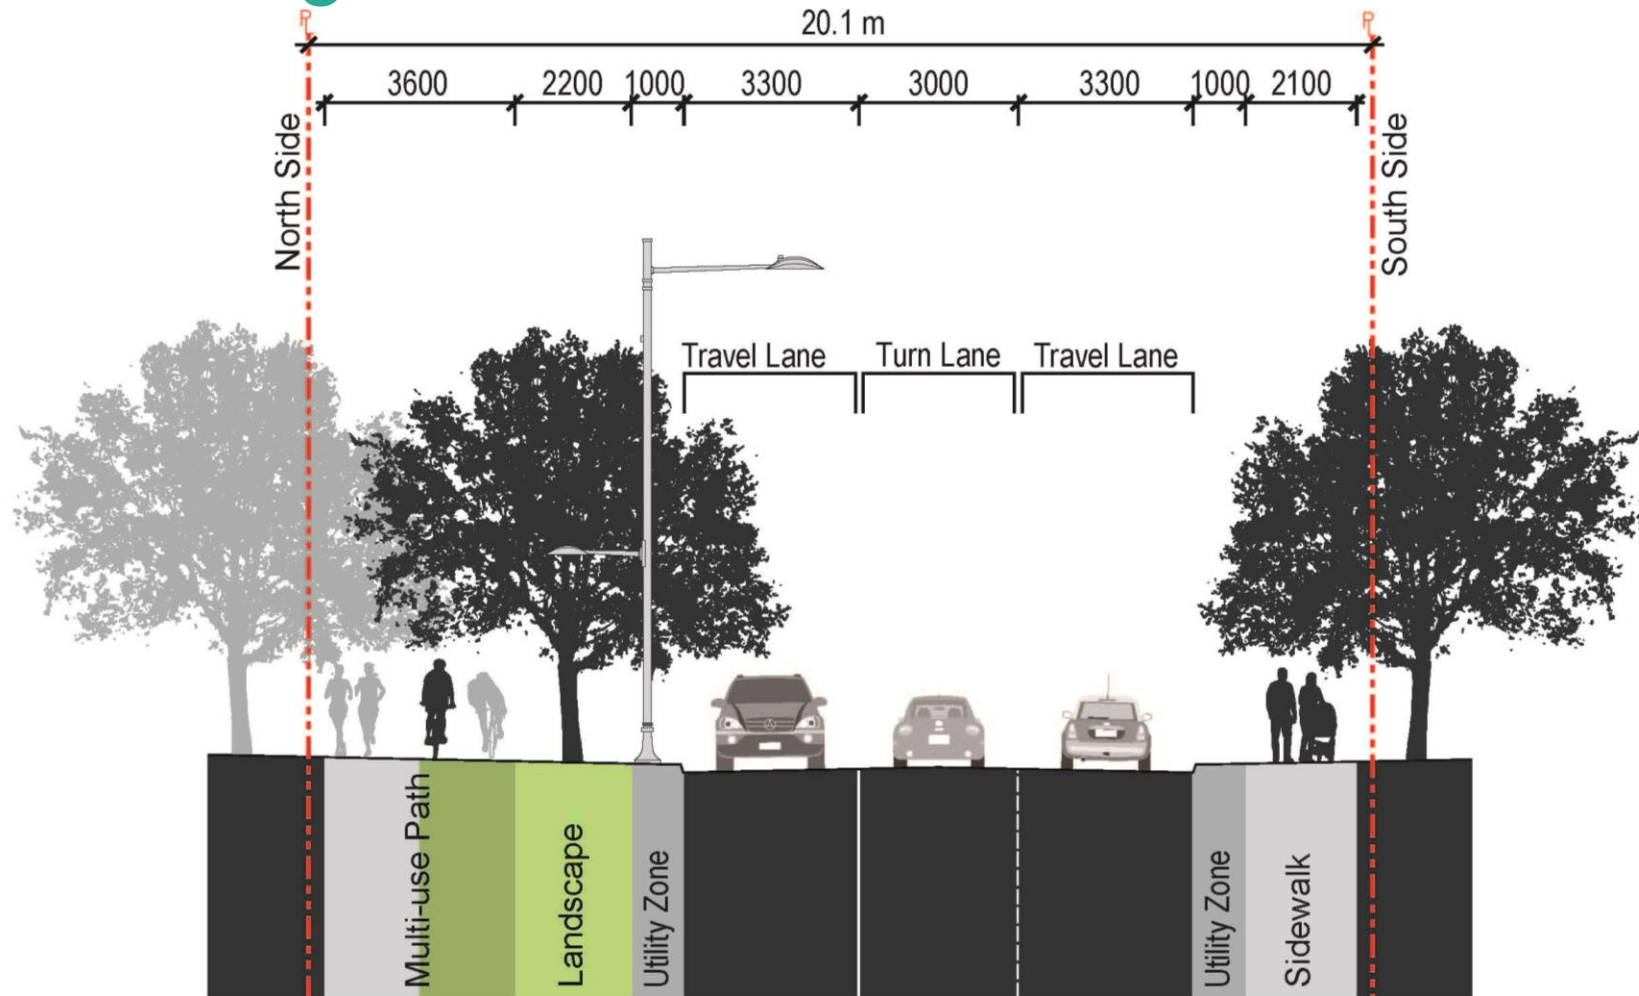 20.1 m
3600 2200 1000 3300 3000 3300 1000 2100
North Side
South Side
Travel Lane Turn Lane Travel Lane
Multi-use Path
Landscape
Utility Zone
Utility Zone
Sidewalk